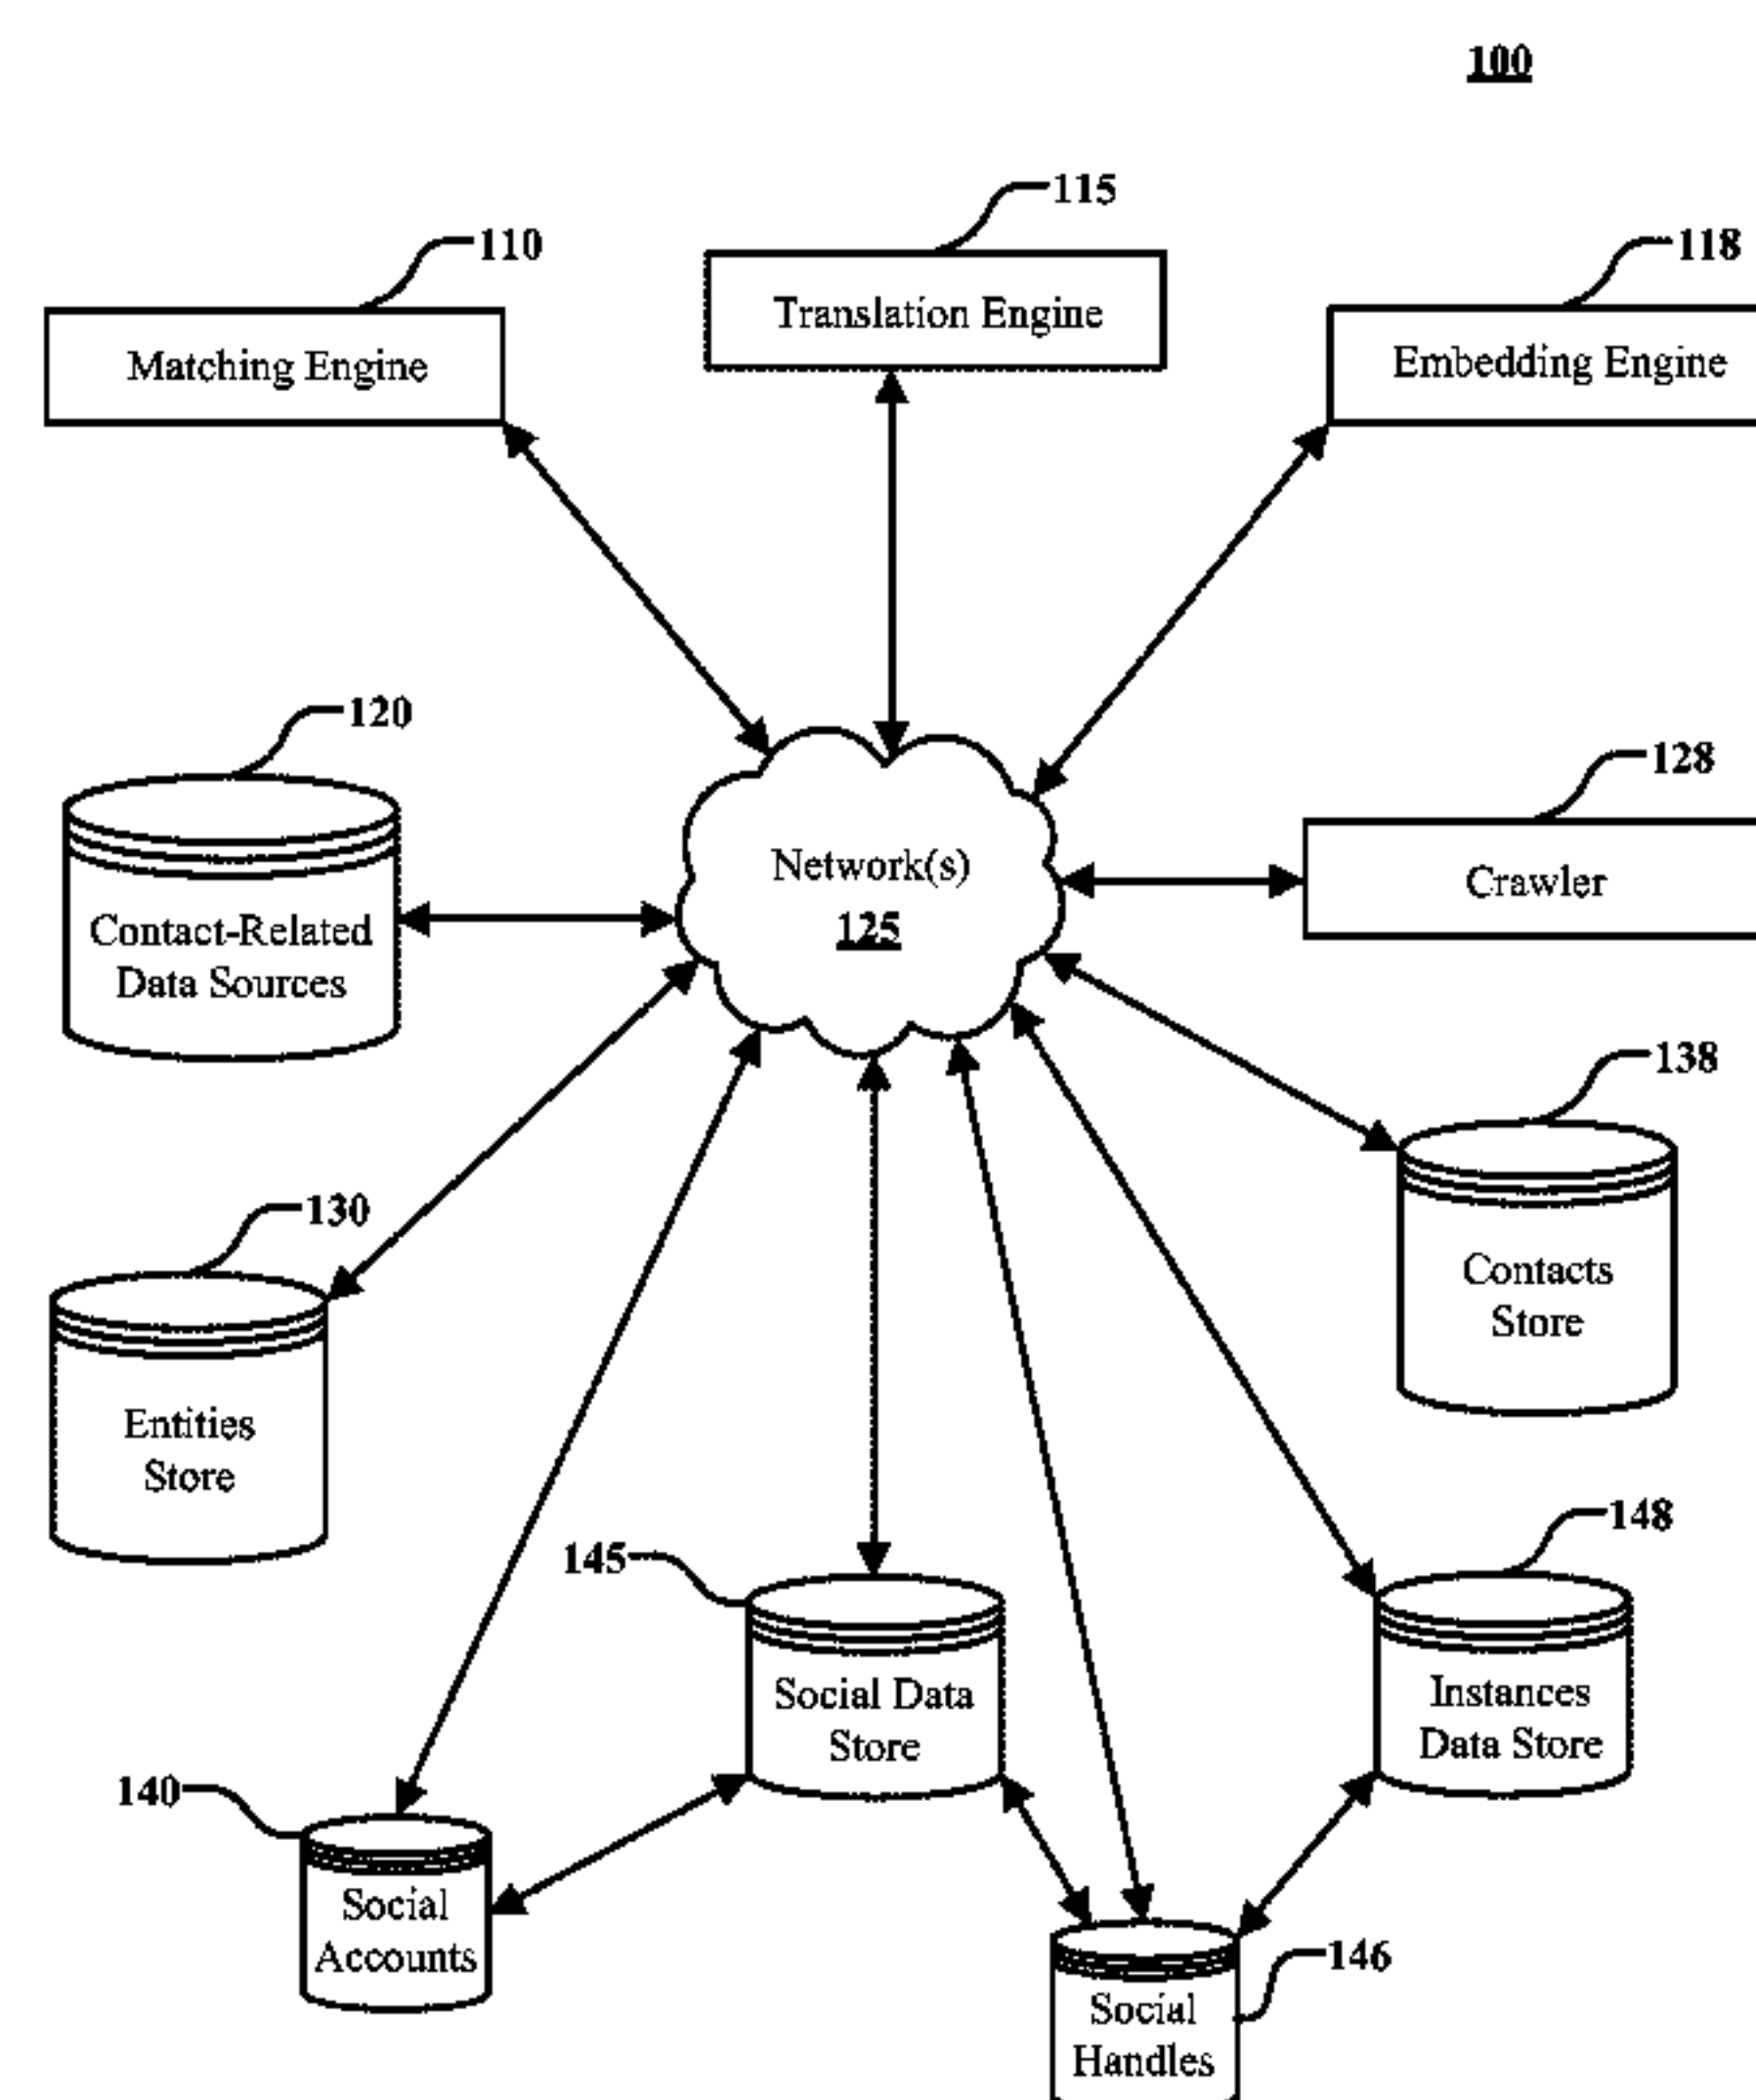 100
115
110
118
Translation Engine
Matching Engine
Embedding Engine
120
128
Network(s)
125
Crawler
Contact-Related
Data Sources
138
130
Contacts
Store
Entities
Store
148
145
Social Data
Store
Instances
Data Store
140
Social
Accounts
146
Social
Handles